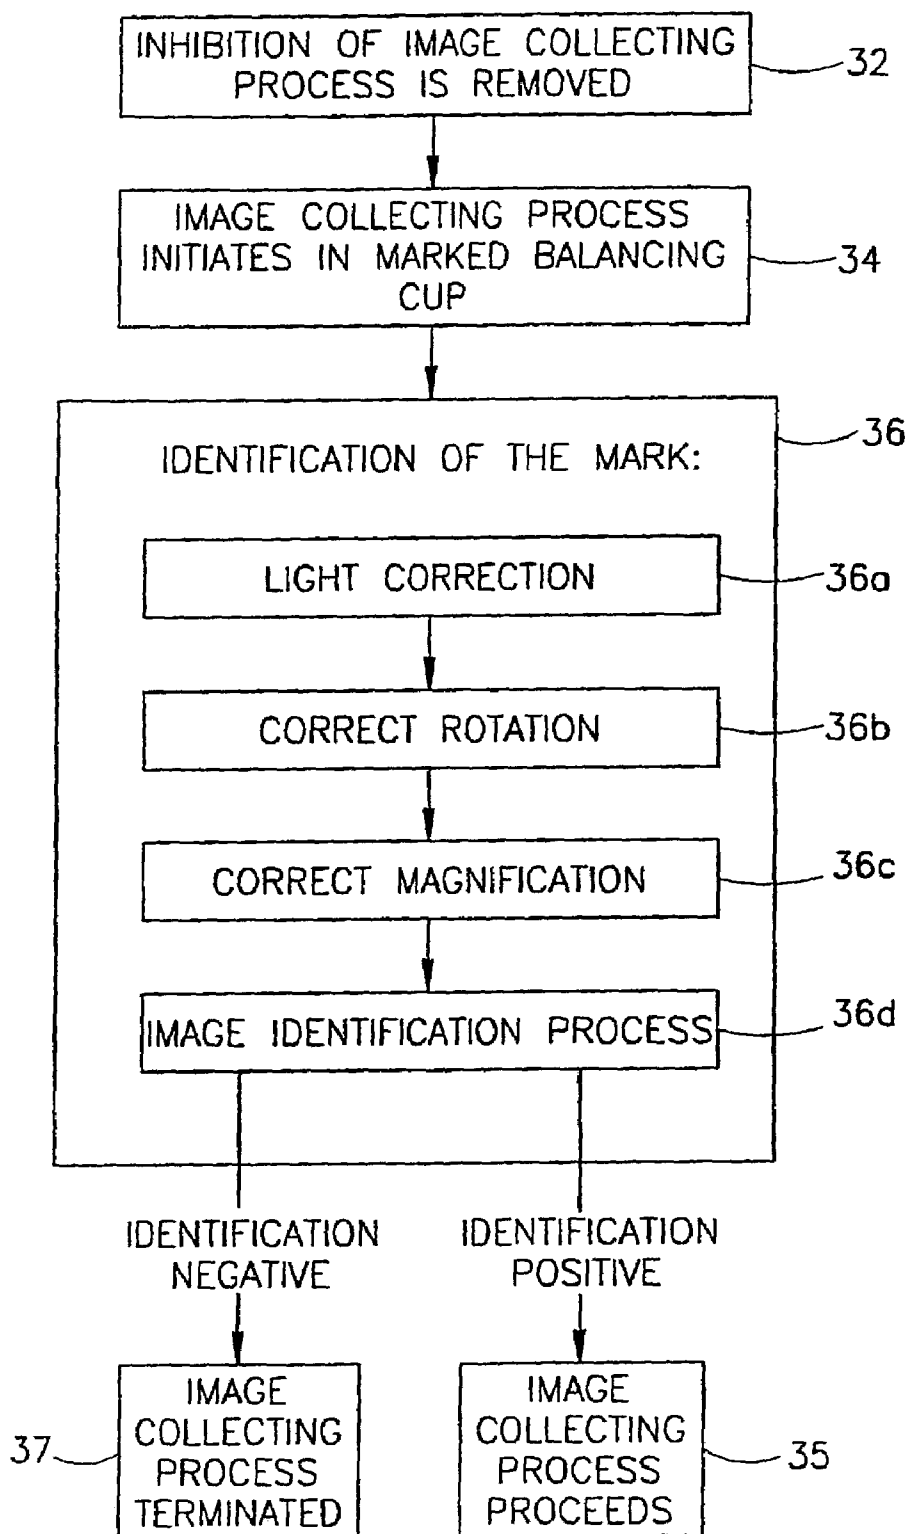 INHIBITION OF IMAGE COLLECTING
PROCESS IS REMOVED
32
IMAGE COLLECTING PROCESS
INITIATES IN MARKED BALANCING
CUP
34
36
IDENTIFICATION OF THE MARK:
LIGHT CORRECTION
36a
CORRECT ROTATION
36b
CORRECT MAGNIFICATION
36c
IMAGE IDENTIFICATION PROCESS
36d
IDENTIFICATION
NEGATIVE
IDENTIFICATION
POSITIVE
IMAGE
COLLECTING
PROCESS
TERMINATED
37
IMAGE
COLLECTING
PROCESS
PROCEEDS
35